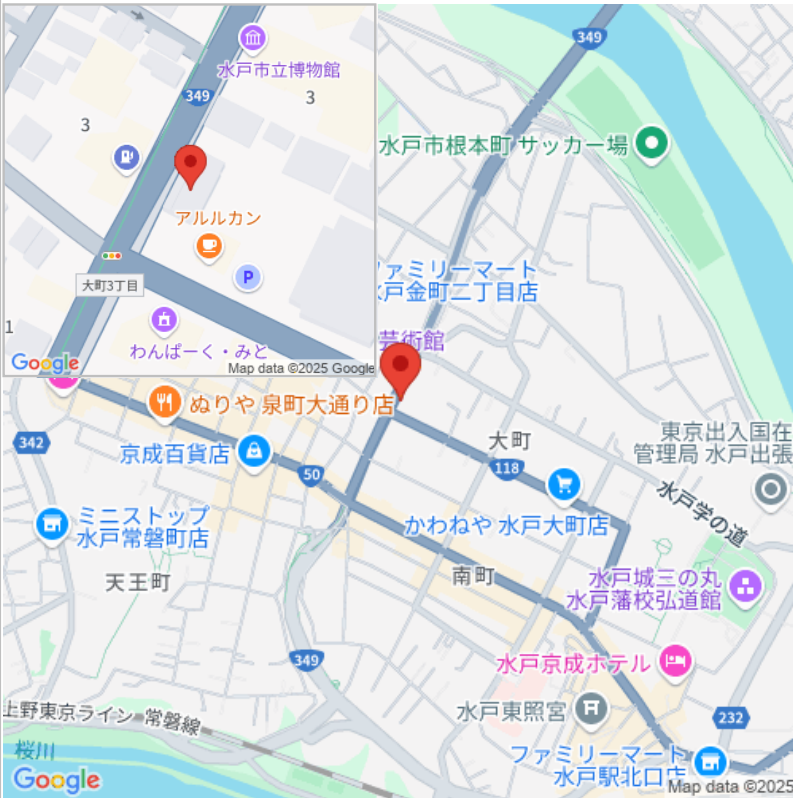 水戸市立博物館
349
3
3
アルルカン
P
大町3丁目
1
わんぱーく・みと
Google
Map data ©2025 Google
349
水戸市根本町 サッカー場
ァミリーマート
水戸金町二丁目店
芸術館
ぬりや 泉町大通り店
大町
東京出入国在
管理局 水戸出張
342
京成百貨店
118
50
水戸学の道
ミニストップ
水戸常磐町店
かわねや 水戸大町店
天王町
南町
水戸城三の丸
水戸藩校弘道館
349
水戸京成ホテル
水戸東照宮
232
上野東京ライン 常磐線
桜川
ファミリーマート
水戸駅北口店
Google
Map data ©2025